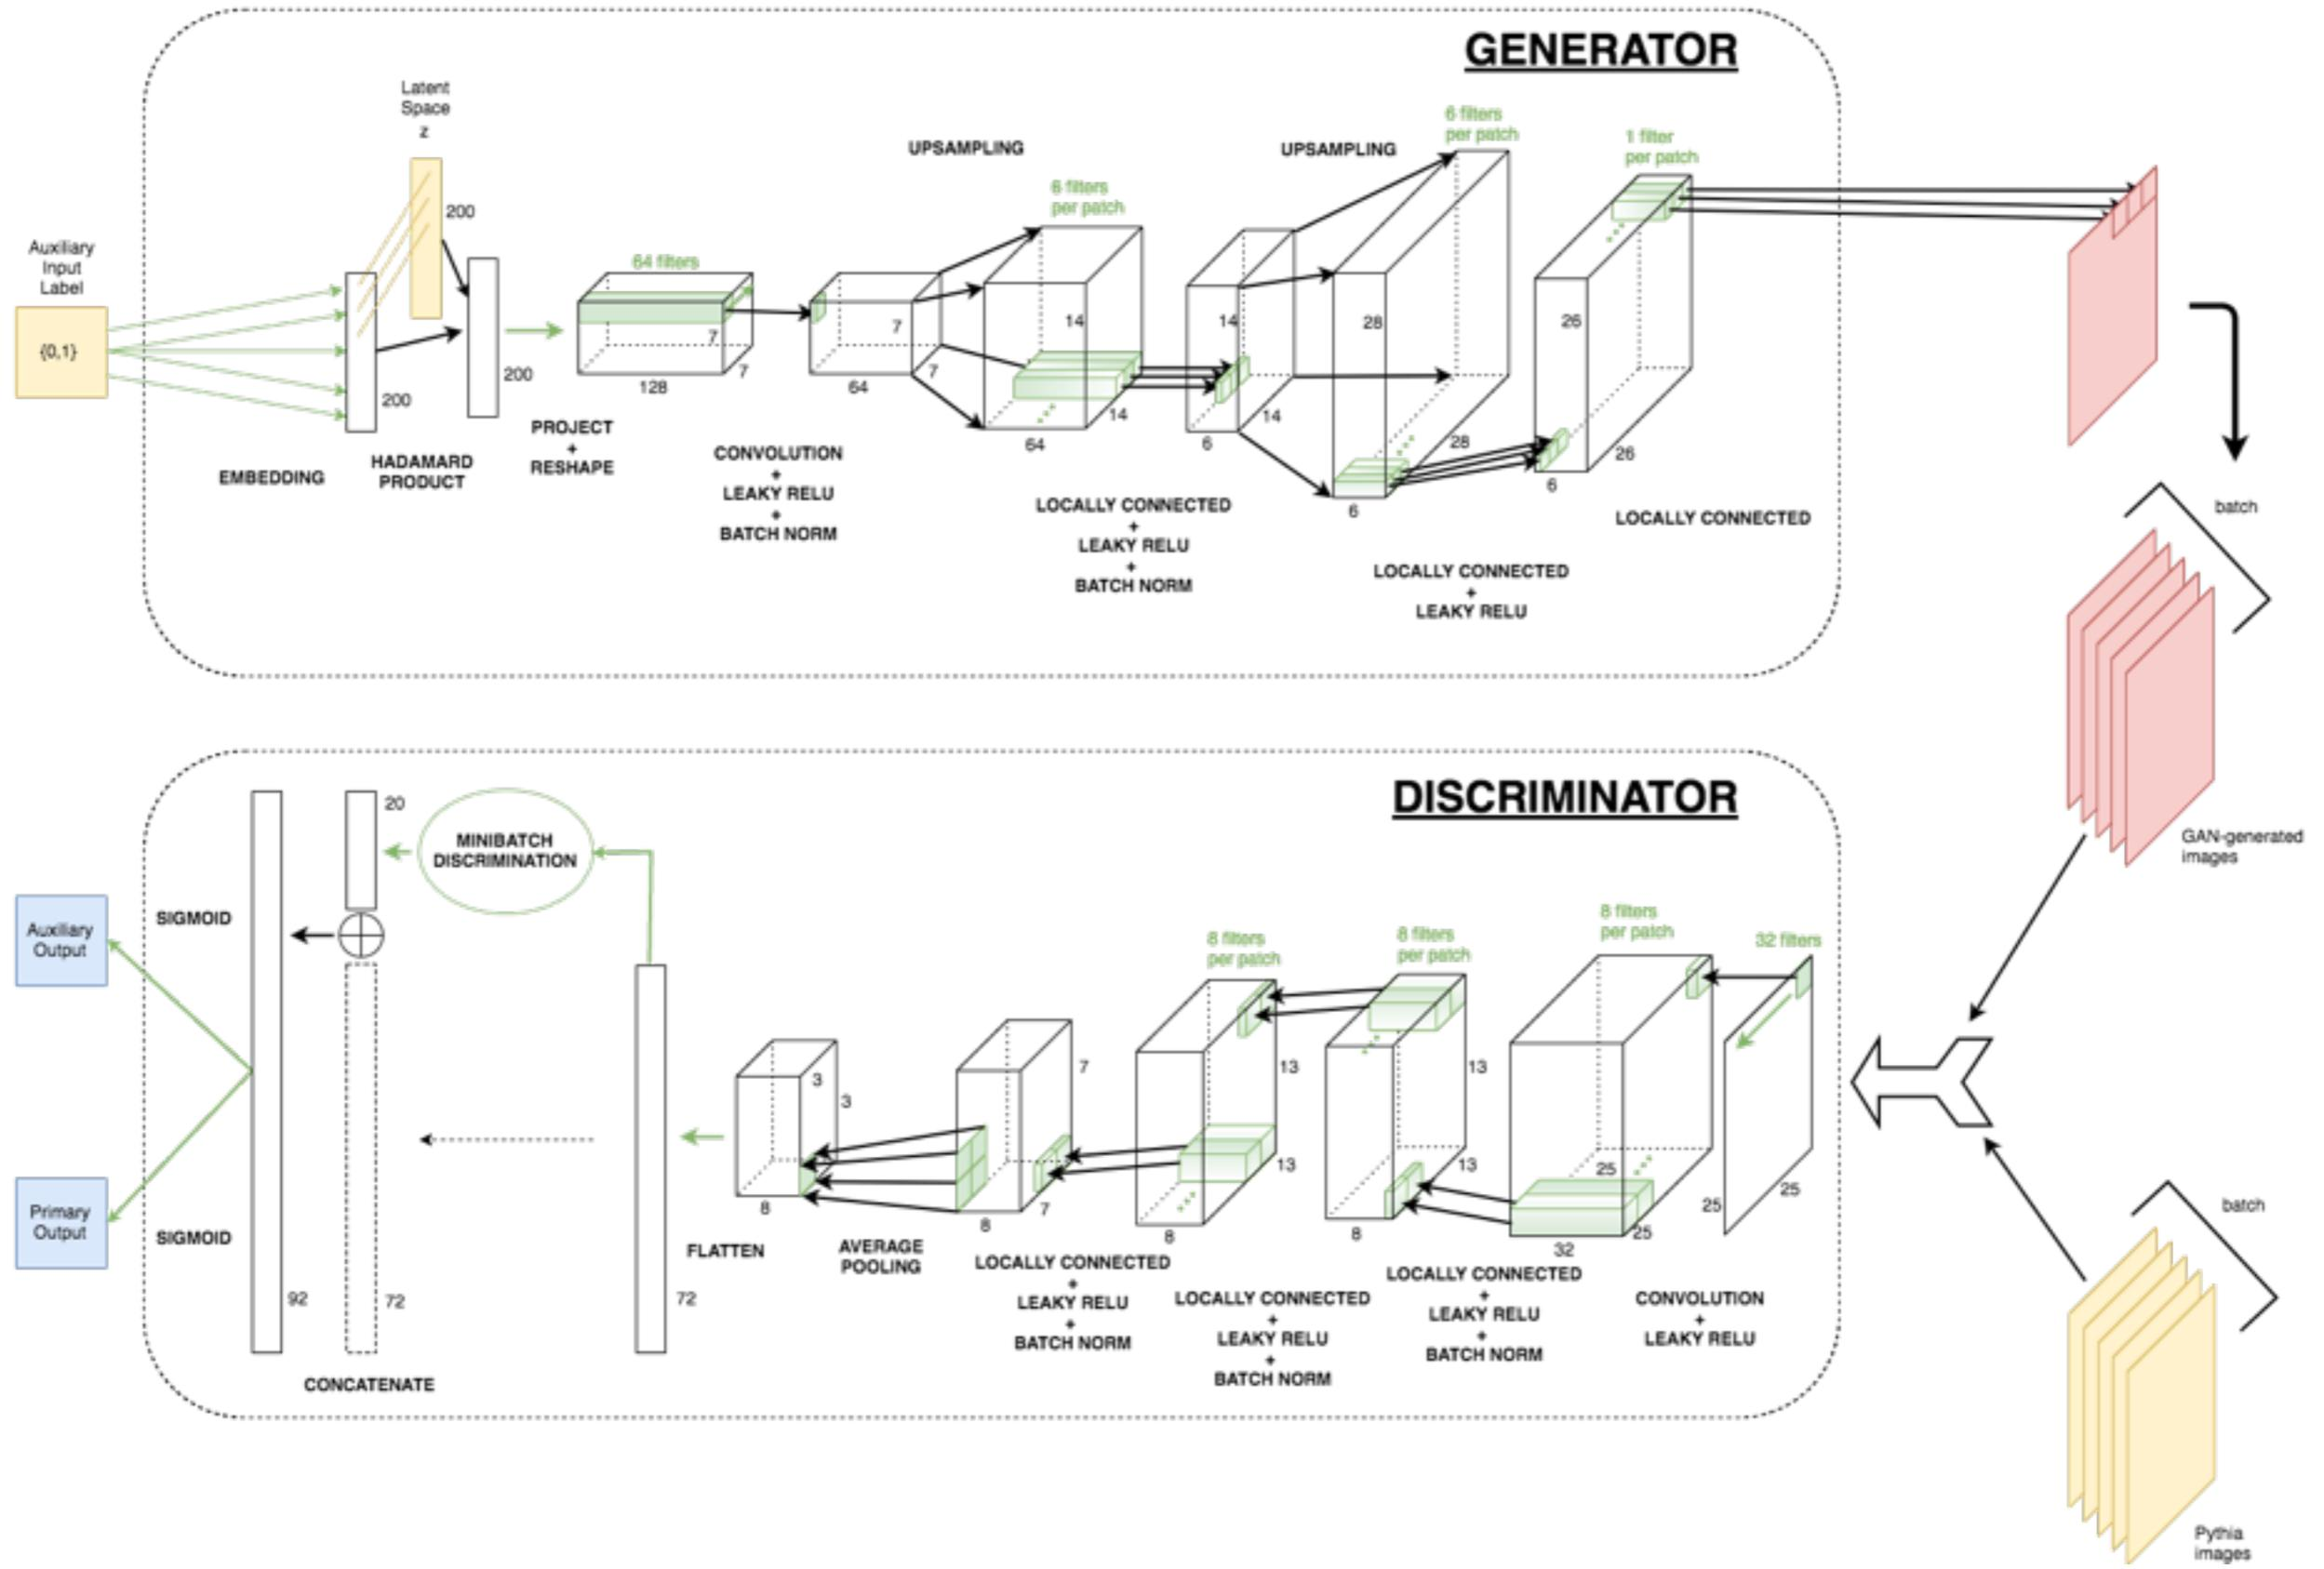 GENERATOR
Latent
Space
z
200
Auxiliary
Input
Label
{0,1}
200
200
EMBEDDING
HADAMARD
PRODUCT
PROJECT
+
RESHAPE
64 filters
7
7
128
CONVOLUTION
+
LEAKY RELU
+
BATCH NORM
7
7
64
UPSAMPLING
6 filters
per patch
14
14
64
LOCALLY CONNECTED
+
LEAKY RELU
+
BATCH NORM
14
14
6
UPSAMPLING
6 filters
per patch
28
28
6
LOCALLY CONNECTED
+
LEAKY RELU
1 filter
per patch
26
26
6
LOCALLY CONNECTED
batch
GAN-generated
images
DISCRIMINATOR
20
MINIBATCH
DISCRIMINATION
SIGMOID
Auxiliary
Output
Primary
Output
SIGMOID
92
72
CONCATENATE
72
FLATTEN
3
3
8
AVERAGE
POOLING
7
7
8
LOCALLY CONNECTED
+
LEAKY RELU
+
BATCH NORM
8 filters
per patch
13
13
8
LOCALLY CONNECTED
+
LEAKY RELU
+
BATCH NORM
8 filters
per patch
13
13
8
LOCALLY CONNECTED
+
LEAKY RELU
+
BATCH NORM
8 filters
per patch
25
25
32
CONVOLUTION
+
LEAKY RELU
32 filters
25
25
batch
Pythia
images